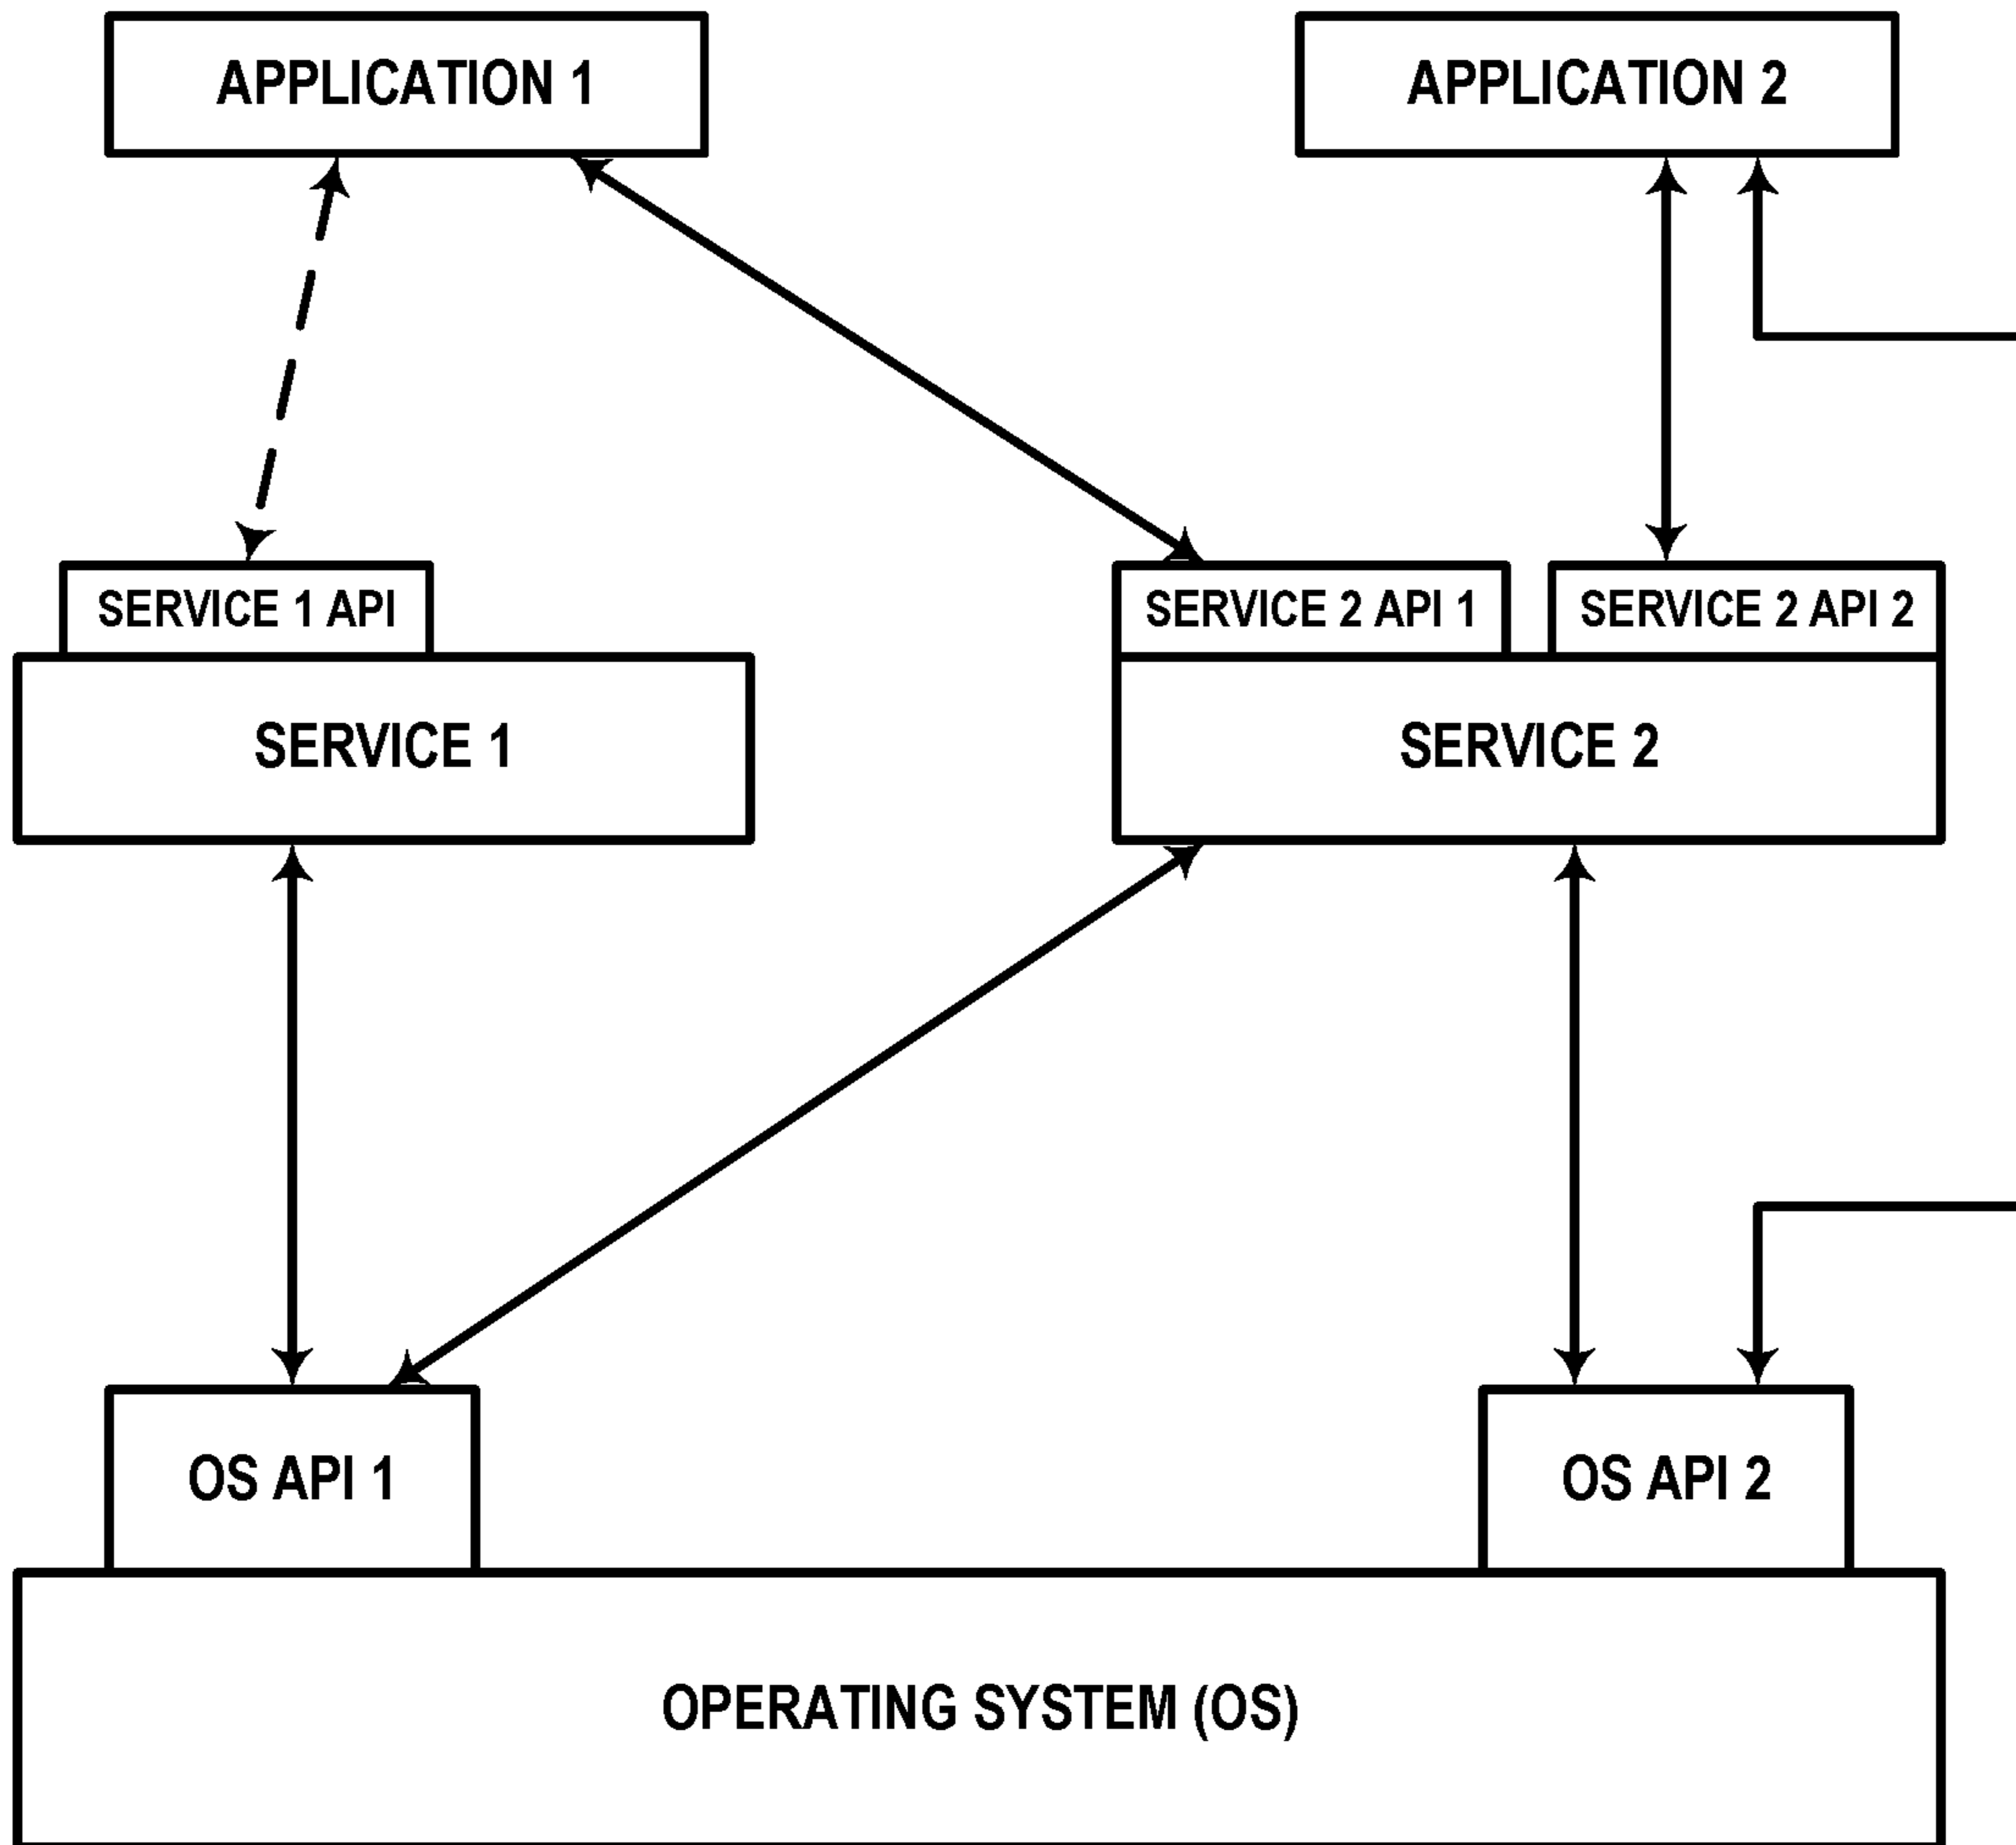 APPLICATION 1
APPLICATION 2
SERVICE 1 API
SERVICE 2 API 1
SERVICE 2 API 2
SERVICE 1
SERVICE 2
OS API 1
OS API 2
OPERATING SYSTEM (OS)